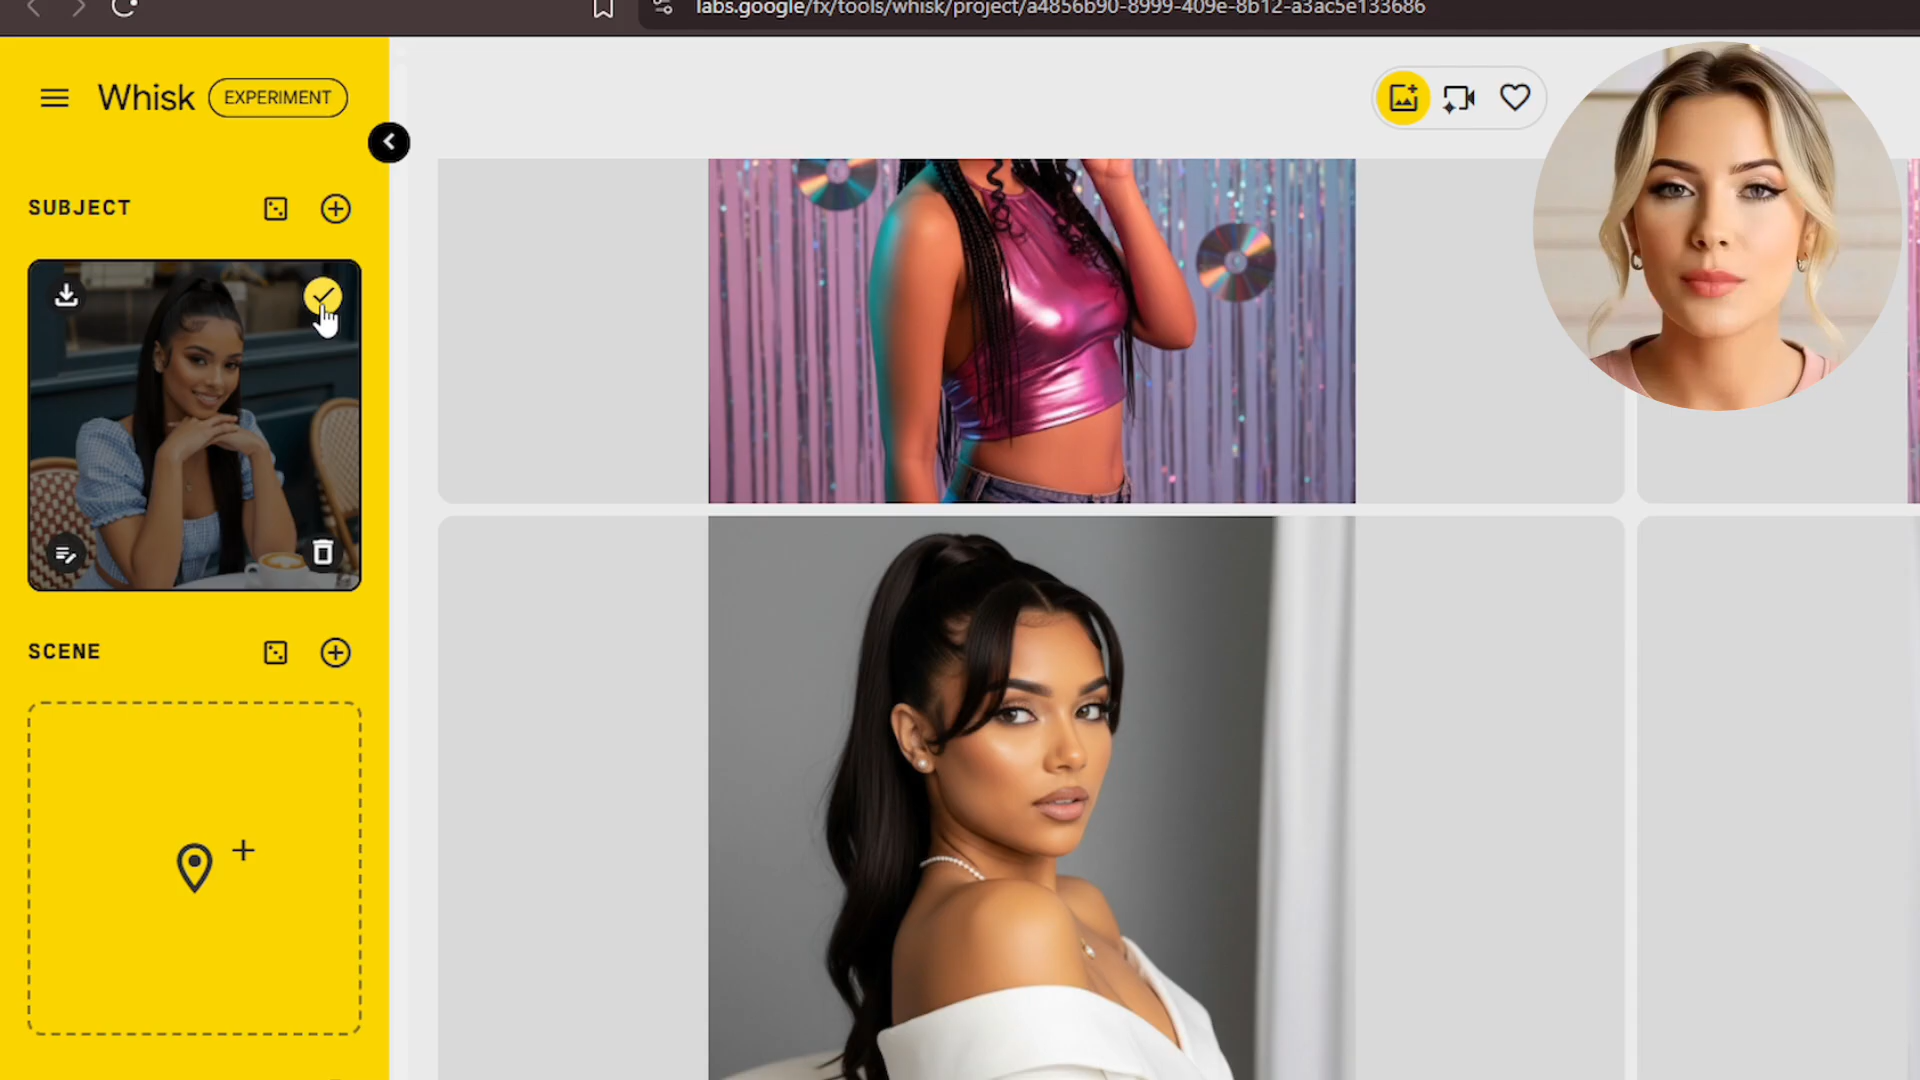 labs.google/fx/tools/whisk/project/a4856b90-8999-409e-8b12-a3ac5e133686
Whisk EXPERIMENT
SUBJECT
SCENE